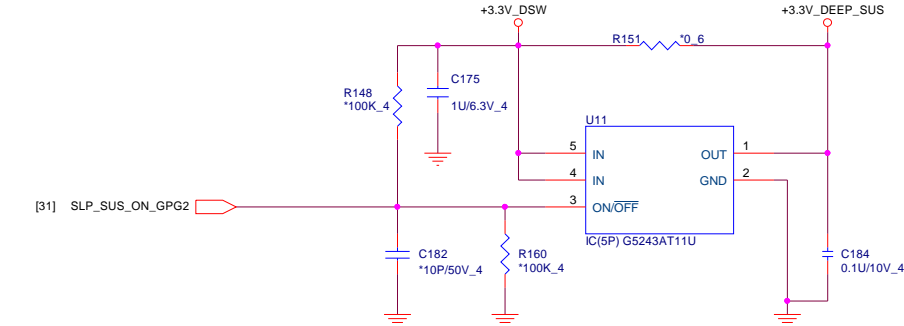 +3.3V_DSW
+3.3V_DEEP_SUS
R151
*0_6
C175
1U/6.3V_4
R148
*100K_4
U11
5
IN
OUT
1
4
IN
GND
2
3
ON/OFF
[31]
SLP_SUS_ON_GPG2
IC(5P) G5243AT11U
C182
*10P/50V_4
R160
*100K_4
C184
0.1U/10V_4